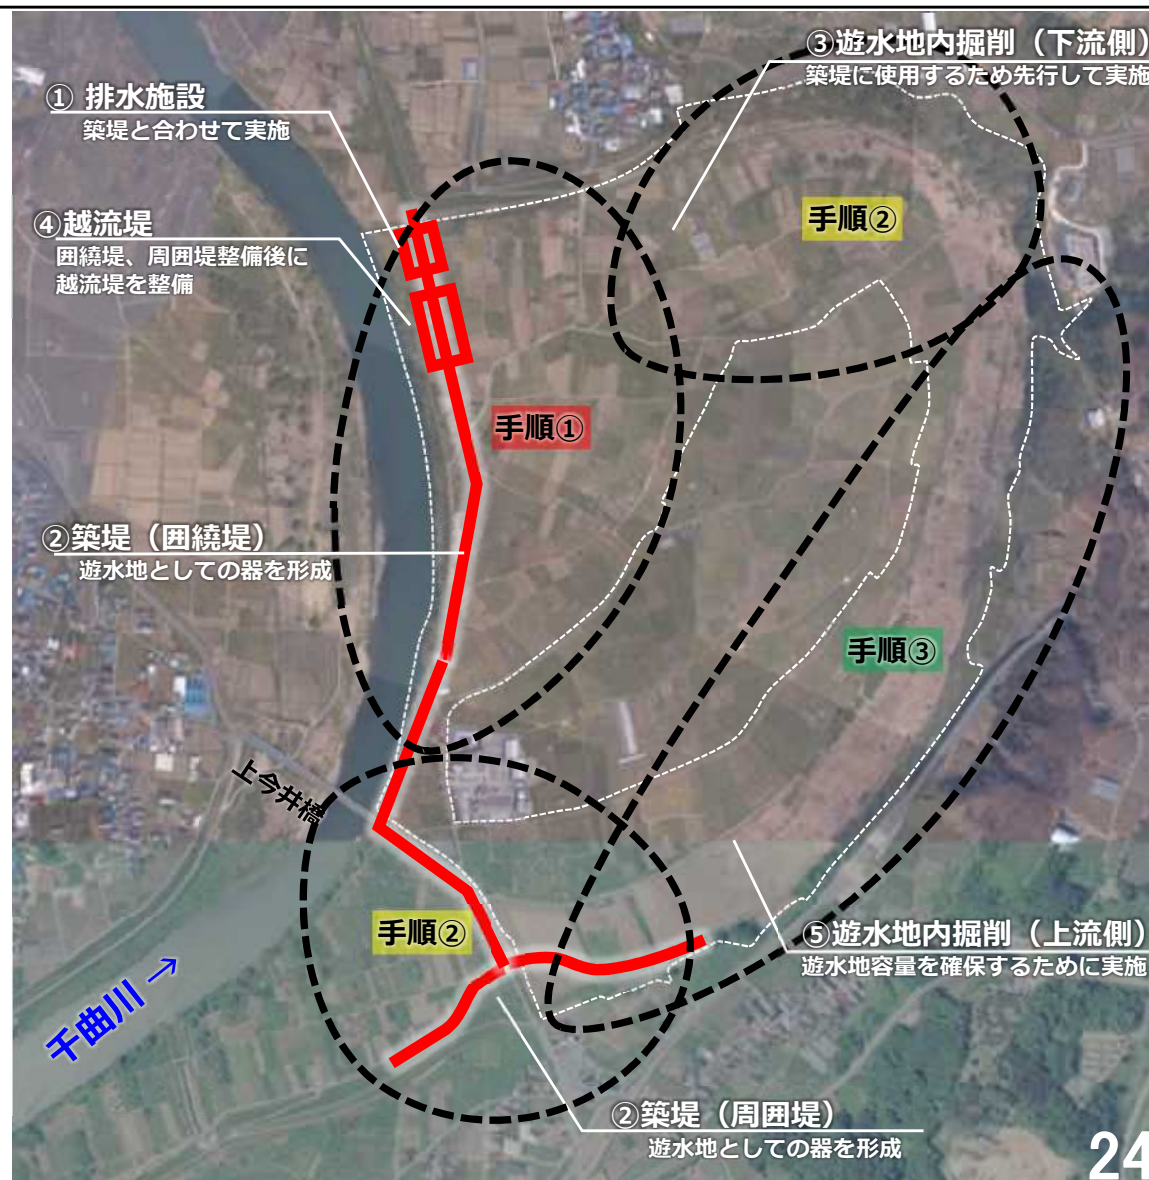 ③遊水地内掘削（下流側）
築堤に使用するため先行して実施
① 排水施設
築堤と合わせて実施
④越流堤
囲繞堤、周囲堤整備後に
越流堤を整備
手順②
手順①
②築堤（囲繞堤）
遊水地としての器を形成
手順③
上今井橋
手順②
⑤遊水地内掘削（上流側）
遊水地容量を確保するために実施
千曲川→
②築堤（周囲堤）
遊水地としての器を形成
24